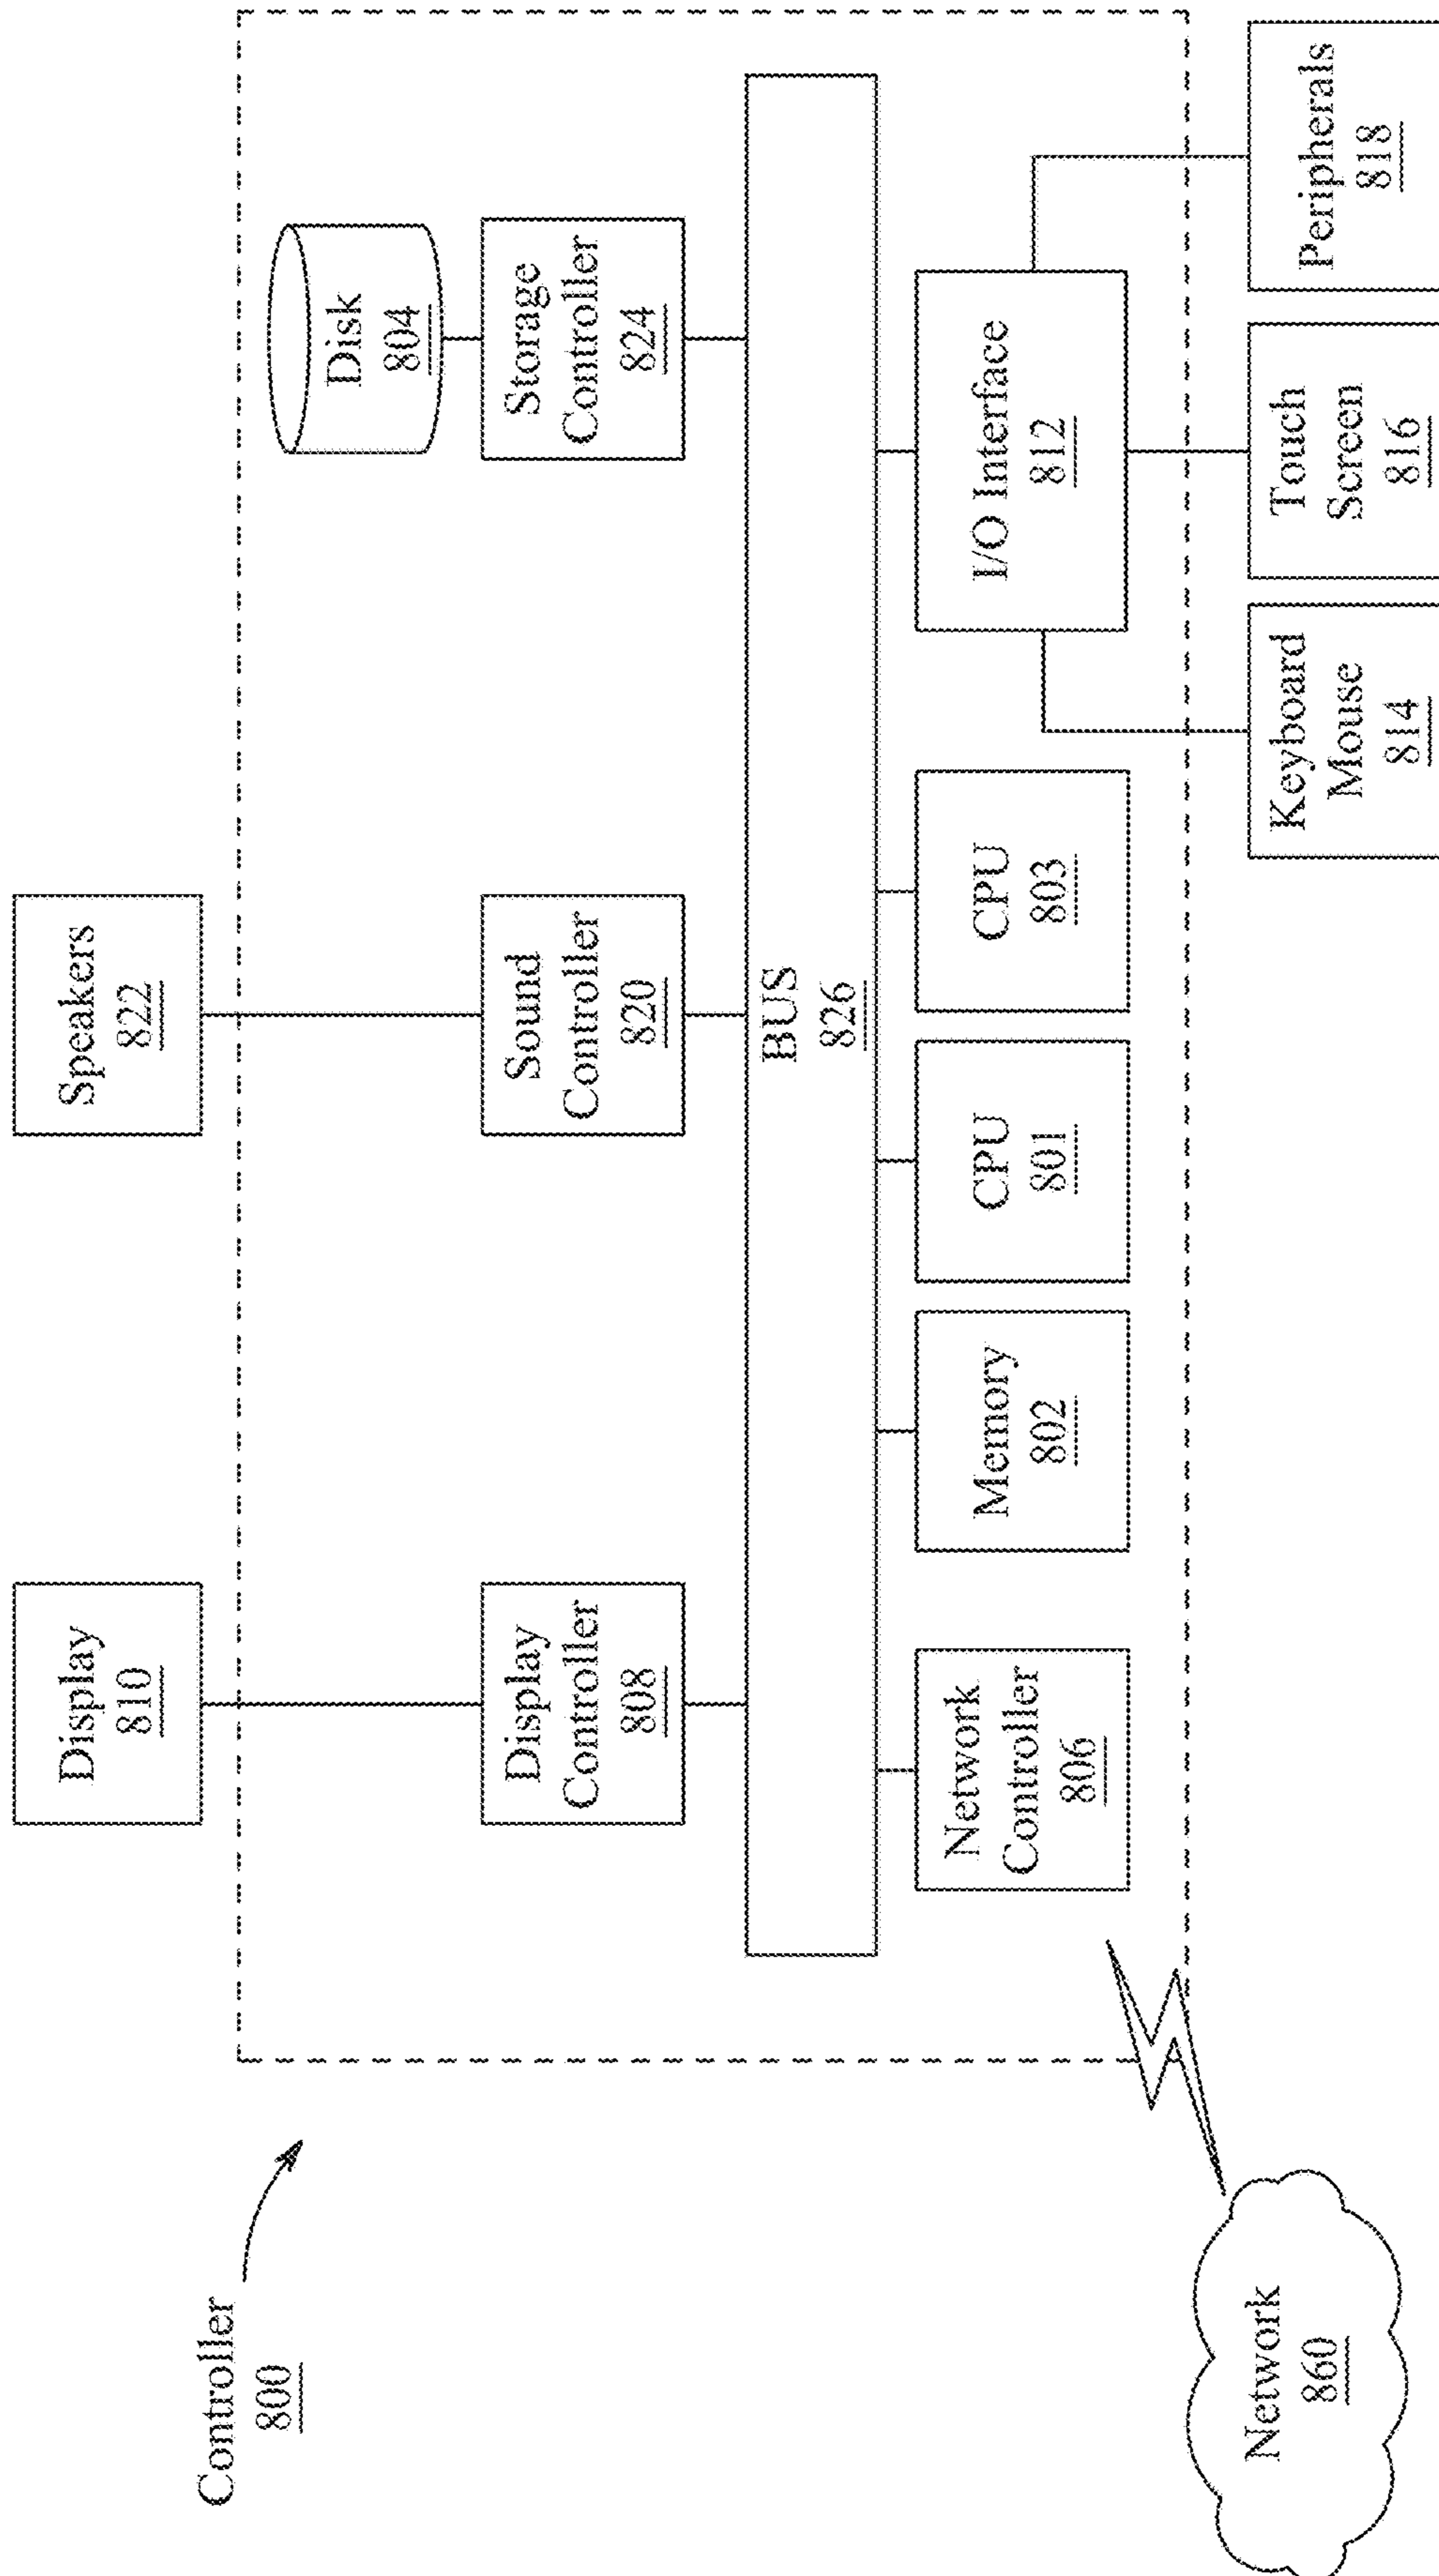 Controller
800
Display
810
Speakers
822
Disk
804
Display
Controller
808
Sound
Controller
820
Storage
Controller
824
BUS
826
Network
Controller
806
Memory
802
CPU
801
CPU
803
I/O Interface
812
Network
860
Keyboard
Mouse
814
Touch
Screen
816
Peripherals
818